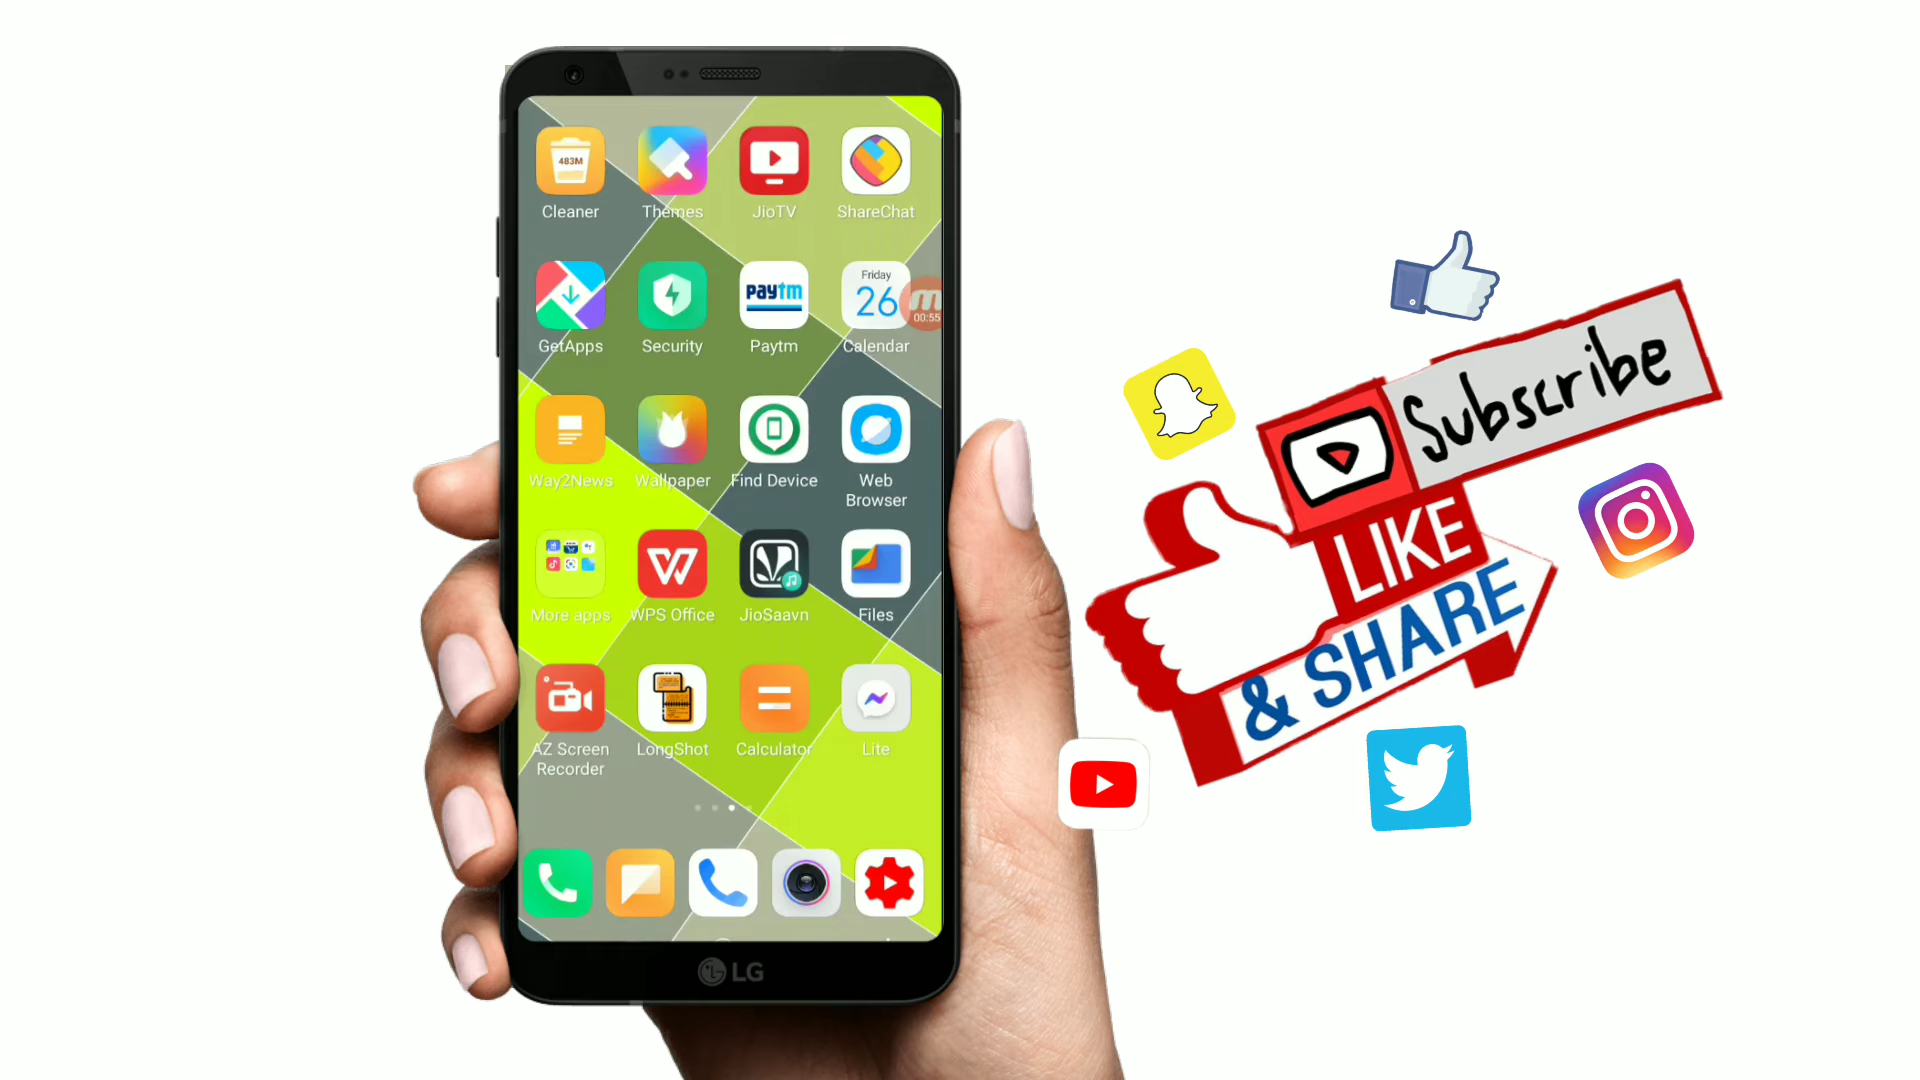 483M
Cleaner
Themes
JioTV
ShareChat
Friday
26
00:55
paytm
GetApps
Security
Paytm
Calendar
Way2News
Wallpaper
Find Device
Web
Browser
More apps
WPS Office
JioSaavn
Files
AZ Screen
Recorder
LongShot
Calculator
Lite
LG
Subscribe
LIKE
& SHARE